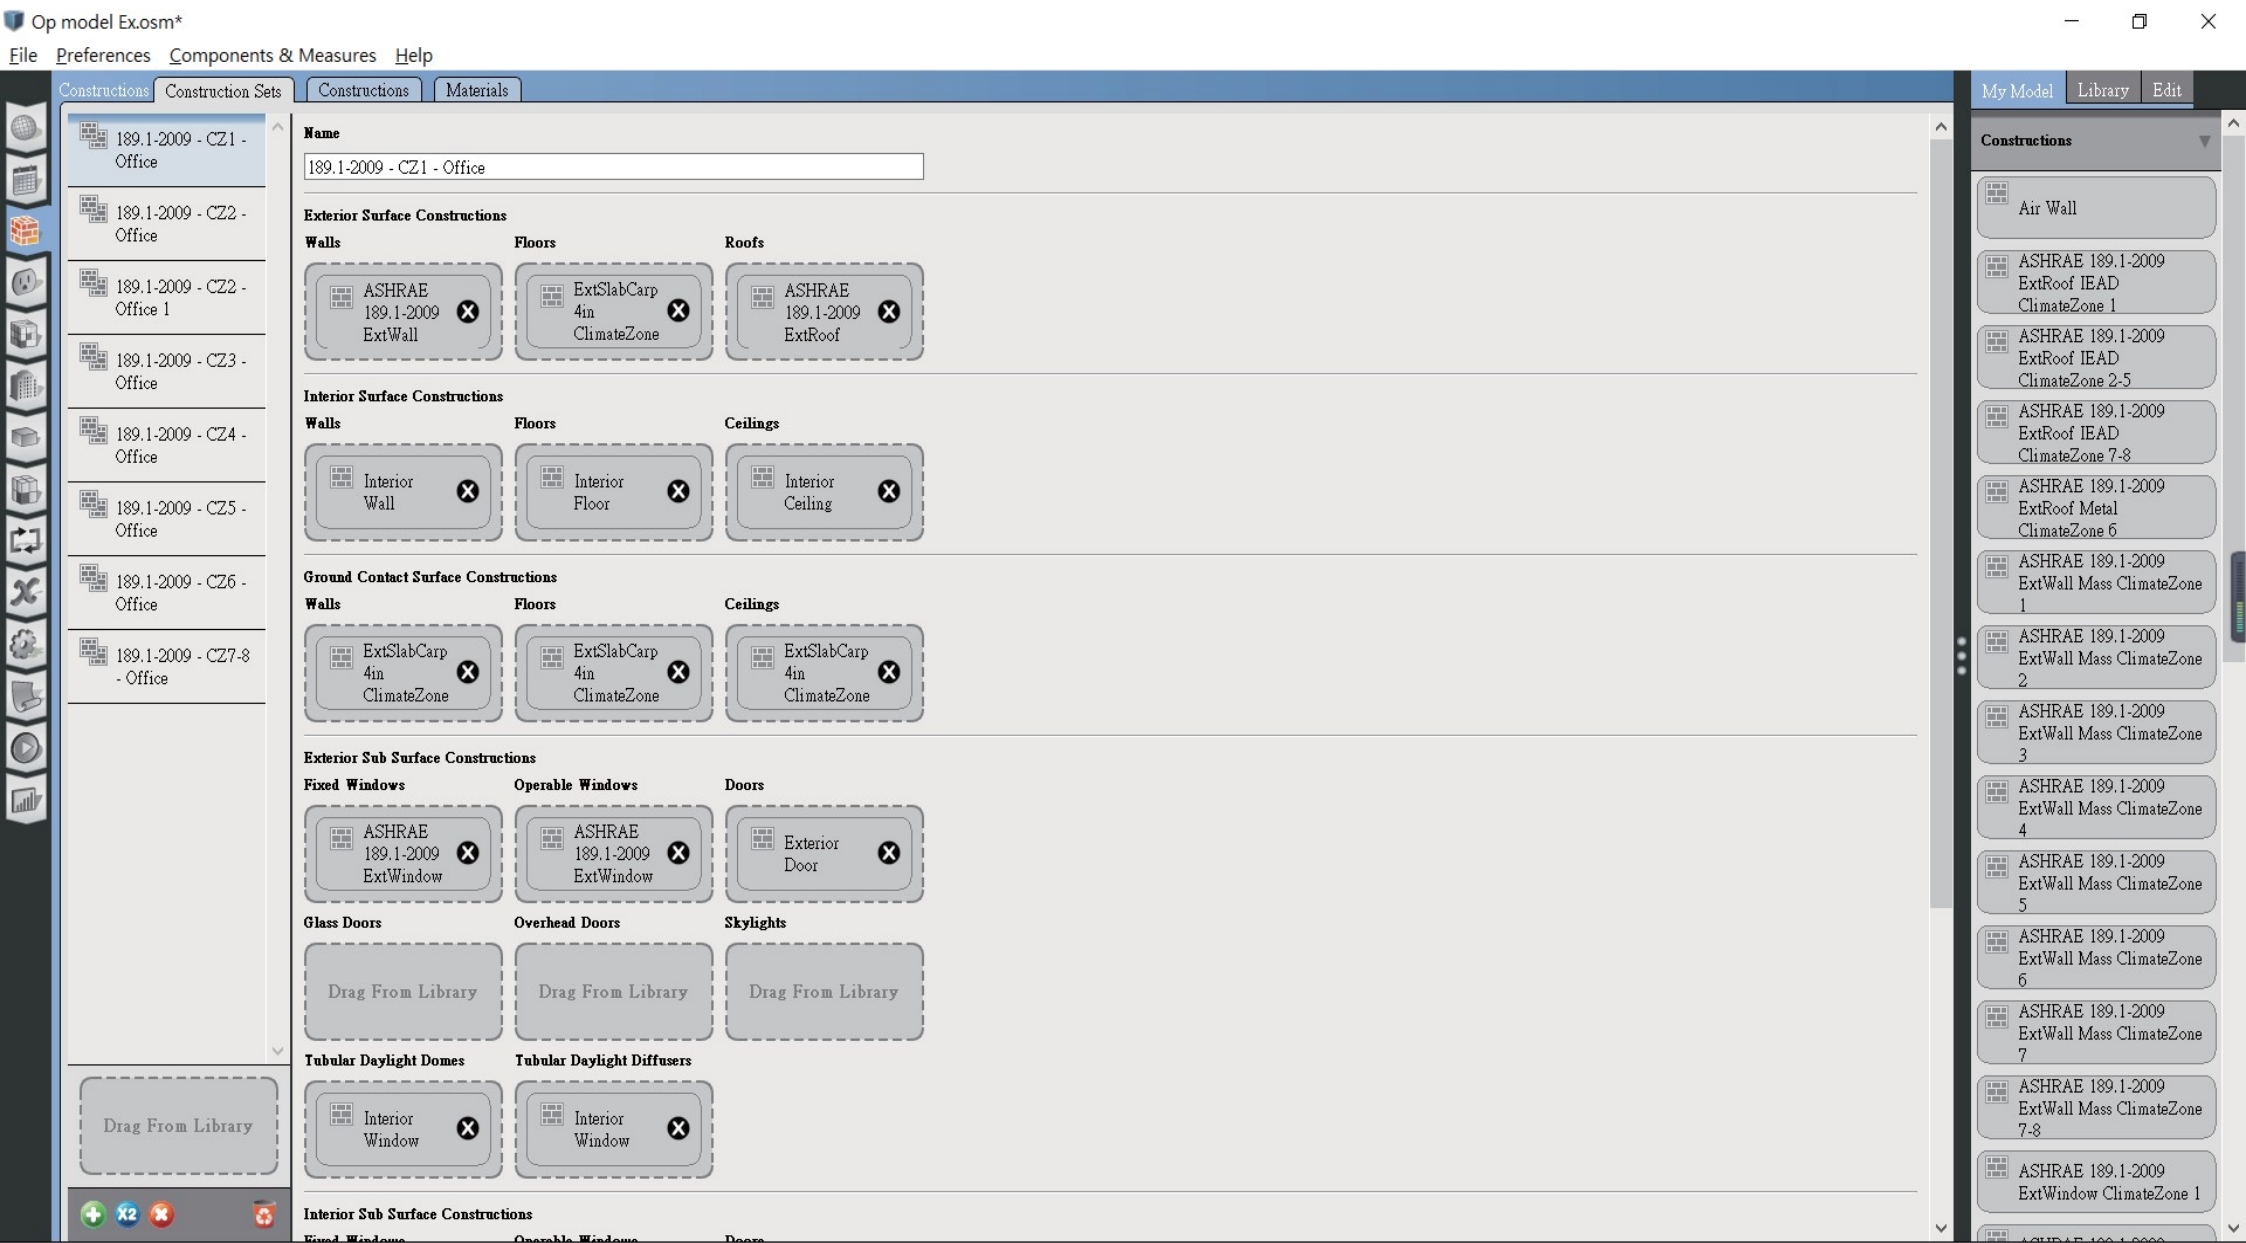 Op model Ex.osm*
File Preferences Components & Measures Help
Constructions Construction Sets Constructions Materials
My Model Library Edit
189.1-2009 - CZ1 -
Office
189.1-2009 - CZ2 -
Office
189.1-2009 - CZ2 -
Office 1
189.1-2009 - CZ3 -
Office
189.1-2009 - CZ4 -
Office
189.1-2009 - CZ5 -
Office
189.1-2009 - CZ6 -
Office
189.1-2009 - CZ7-8
- Office
Drag From Library
X2
Name
189.1-2009 - CZ1 - Office
Exterior Surface Constructions
Walls Floors Roofs
ASHRAE
189.1-2009
ExtWall
ExtSlabCarp
4in
ClimateZone
ASHRAE
189.1-2009
ExtRoof
Interior Surface Constructions
Walls Floors Ceilings
Interior
Wall
Interior
Floor
Interior
Ceiling
Ground Contact Surface Constructions
Walls Floors Ceilings
ExtSlabCarp
4in
ClimateZone
ExtSlabCarp
4in
ClimateZone
ExtSlabCarp
4in
ClimateZone
Exterior Sub Surface Constructions
Fixed Windows Operable Windows Doors
ASHRAE
189.1-2009
ExtWindow
ASHRAE
189.1-2009
ExtWindow
Exterior
Door
Glass Doors Overhead Doors Skylights
Drag From Library Drag From Library Drag From Library
Tubular Daylight Domes Tubular Daylight Diffusers
Interior
Window
Interior
Window
Interior Sub Surface Constructions
Fixed Windows Operable Windows Doors
Constructions
Air Wall
ASHRAE 189.1-2009
ExtRoof IEAD
ClimateZone 1
ASHRAE 189.1-2009
ExtRoof IEAD
ClimateZone 2-5
ASHRAE 189.1-2009
ExtRoof IEAD
ClimateZone 7-8
ASHRAE 189.1-2009
ExtRoof Metal
ClimateZone 6
ASHRAE 189.1-2009
ExtWall Mass ClimateZone
1
ASHRAE 189.1-2009
ExtWall Mass ClimateZone
2
ASHRAE 189.1-2009
ExtWall Mass ClimateZone
3
ASHRAE 189.1-2009
ExtWall Mass ClimateZone
4
ASHRAE 189.1-2009
ExtWall Mass ClimateZone
5
ASHRAE 189.1-2009
ExtWall Mass ClimateZone
6
ASHRAE 189.1-2009
ExtWall Mass ClimateZone
7
ASHRAE 189.1-2009
ExtWall Mass ClimateZone
7-8
ASHRAE 189.1-2009
ExtWindow ClimateZone 1
ASHRAE 189.1-2009